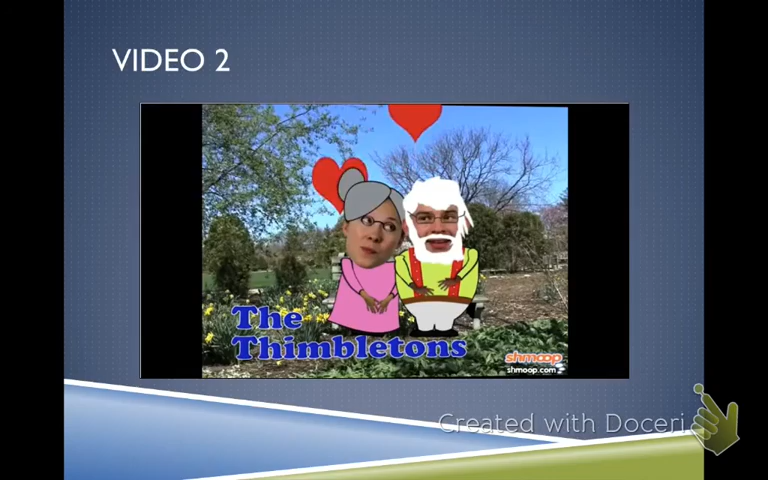 VIDEO 2
The
Thimbletons
shmoop
shmoop.com
Created with Doceri